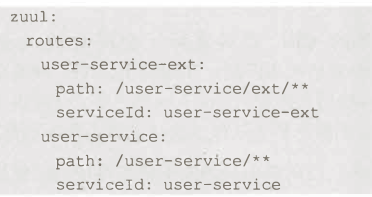 zuul:
  routes:
    user-service-ext:
      path: /user-service/ext/**
      serviceId: user-service-ext
    user-service:
      path: /user-service/**
      serviceId: user-service